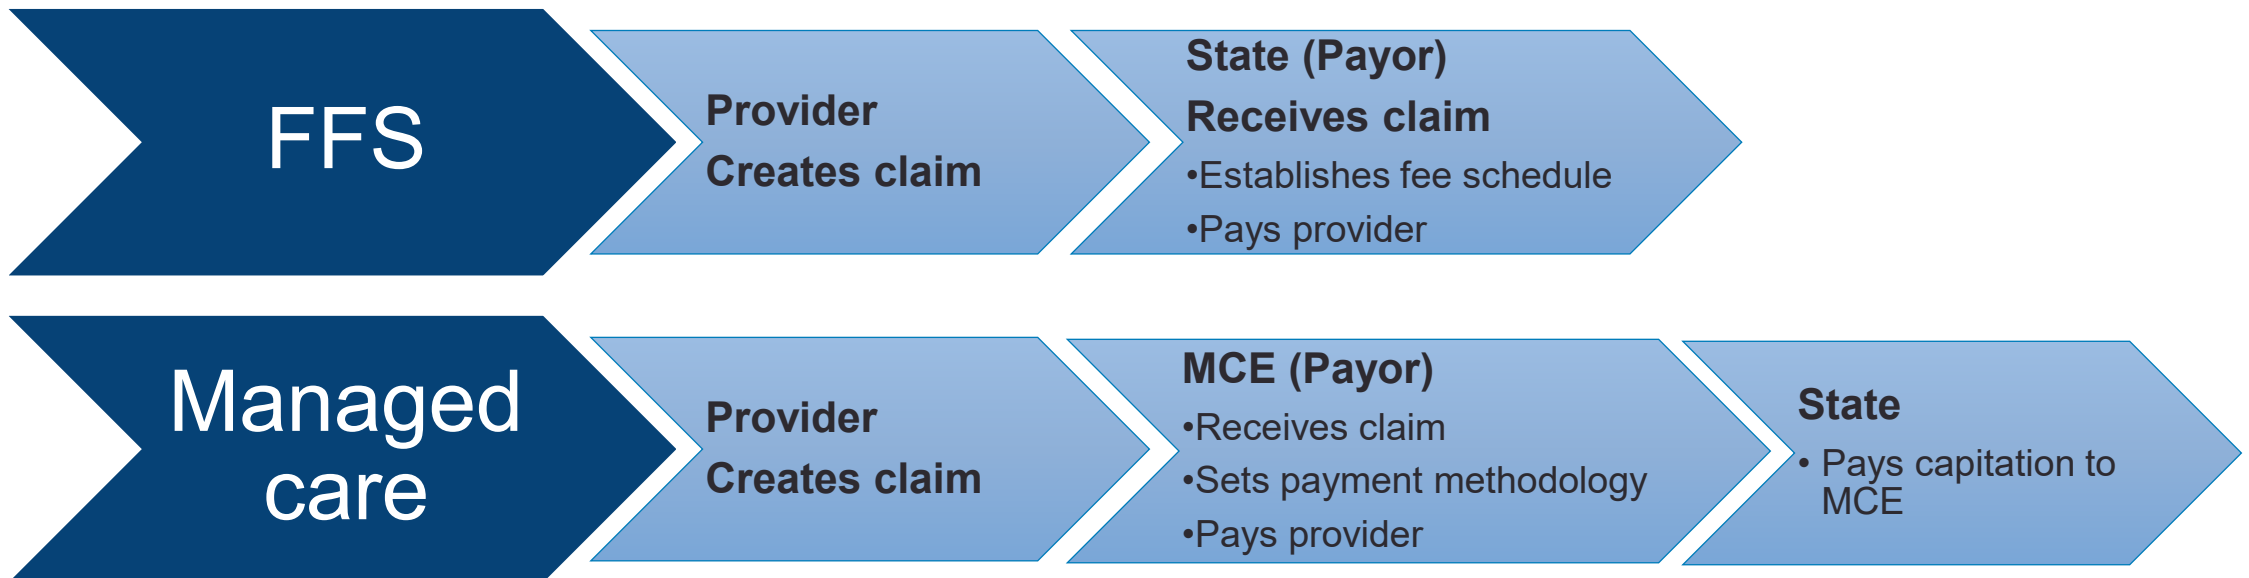 FFS
Provider
Creates claim
State (Payor)
Receives claim
•Establishes fee schedule
•Pays provider
Managed
care
Provider
Creates claim
MCE (Payor)
•Receives claim
•Sets payment methodology
•Pays provider
State
• Pays capitation to
MCE